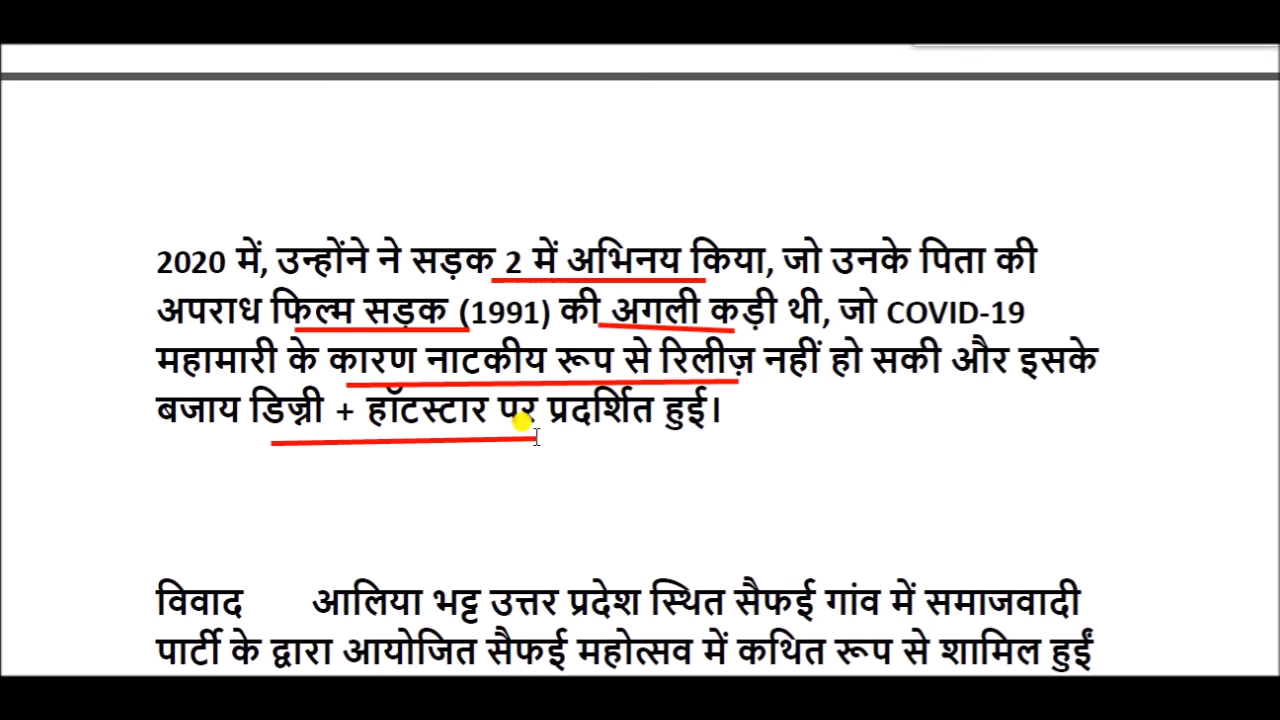 2020 में, उन्होंने ने सड़क 2 में अभिनय किया, जो उनके पिता की
अपराध फिल्म सड़क (1991) की अगली कड़ी थी, जो COVID-19
महामारी के कारण नाटकीय रूप से रिलीज़ नहीं हो सकी और इसके
बजाय डिज्नी + हॉटस्टार पर प्रदर्शित हुई।
विवाद आलिया भट्ट उत्तर प्रदेश स्थित सैफई गांव में समाजवादी
पार्टी के द्वारा आयोजित सैफई महोत्सव में कथित रूप से शामिल हुईं